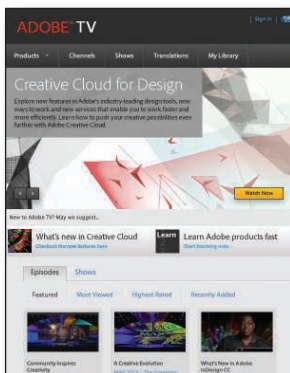 ADOBE™ TV
Sign In
Products
Channels
Shows
Translations
My Library
Creative Cloud for Design
Explore new features in Adobe's industry-leading design tools, new
ways to work and new services that enable you to work faster and
more efficiently. Learn how to push your creative possibilities even
further with Adobe Creative Cloud.
Watch Now
New to Adobe TV? May we suggest...
What's new in Creative Cloud
Checkout the new features here
Learn
Learn Adobe products fast
Start learning now
Episodes
Shows
Featured
Most Viewed
Highest Rated
Recently Added
Community Inspires
Creativity
A Creative Evolution
What's New in Adobe
InDesign CC